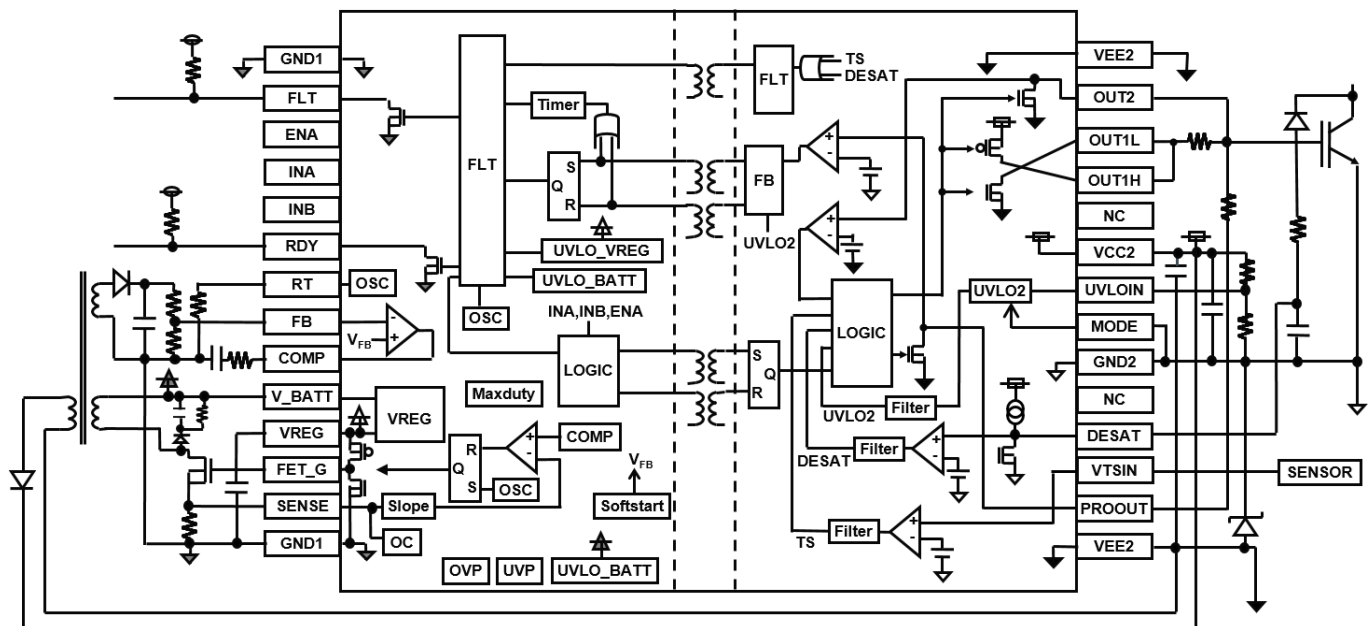 GND1
FLT
ENA
INA
INB
RDY
RT
FB
COMP
V_BATT
VREG
FET_G
SENSE
GND1
OSC
VFB
- +
VREG
Timer
FLT
S
Q
R
UVLO_VREG
UVLO_BATT
OSC
INA,INB,ENA
LOGIC
Maxduty
R
Q
S
+ -
COMP
OSC
Slope
OC
VFB
Softstart
OVP
UVP
UVLO_BATT
FLT
TS
DESAT
FB
UVLO2
+ -
+ -
LOGIC
UVLO2
S
Q
R
UVLO2
Filter
DESAT
Filter
+ -
TS
Filter
+ -
VEE2
OUT2
OUT1L
OUT1H
NC
VCC2
UVLOIN
MODE
GND2
NC
DESAT
VTSIN
PROOUT
VEE2
SENSOR